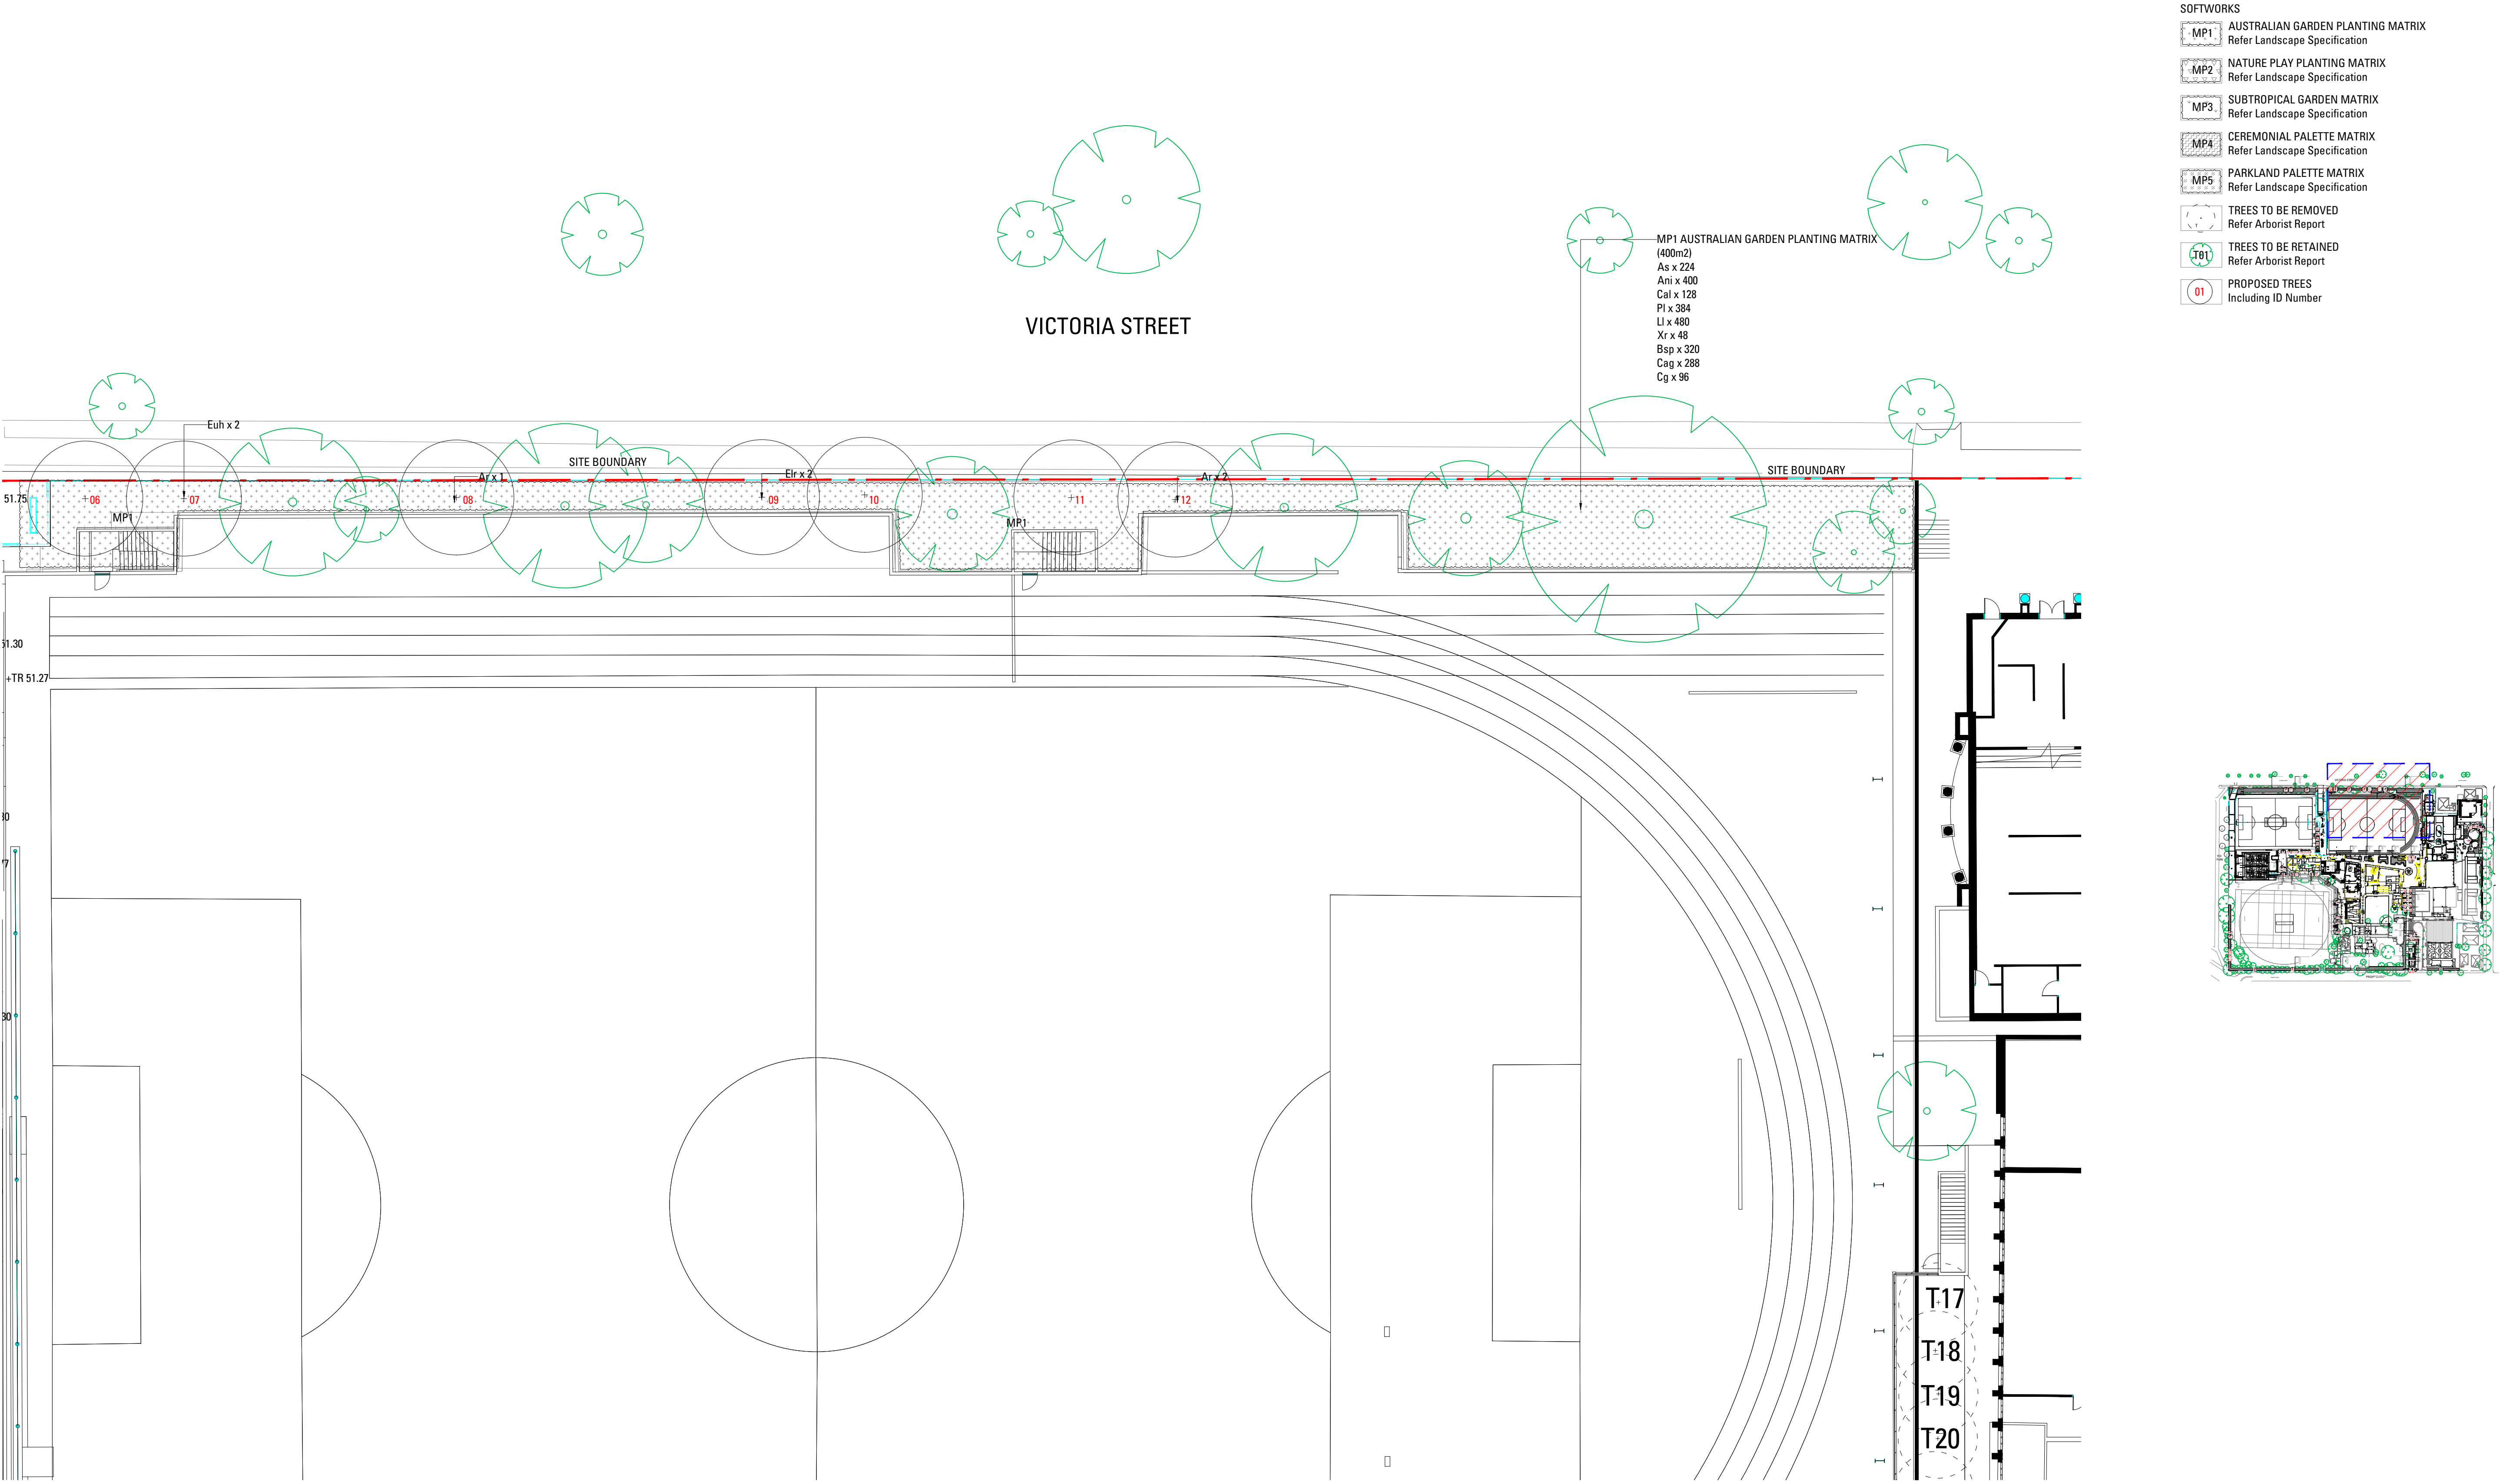 SOFTWORKS
MP1
AUSTRALIAN GARDEN PLANTING MATRIX
Refer Landscape Specification
MP2
NATURE PLAY PLANTING MATRIX
Refer Landscape Specification
MP3
SUBTROPICAL GARDEN MATRIX
Refer Landscape Specification
MP4
CEREMONIAL PALETTE MATRIX
Refer Landscape Specification
MP5
PARKLAND PALETTE MATRIX
Refer Landscape Specification
TREES TO BE REMOVED
Refer Arborist Report
T01
TREES TO BE RETAINED
Refer Arborist Report
01
PROPOSED TREES
Including ID Number
MP1 AUSTRALIAN GARDEN PLANTING MATRIX
(400m2)
As x 224
Ani x 400
Cal x 128
Pl x 384
Ll x 480
Xr x 48
Bsp x 320
Cag x 288
Cg x 96
VICTORIA STREET
Euh x 2
SITE BOUNDARY
SITE BOUNDARY
Ar x 1
Elr x 2
Ar x 2
51.75
06
07
08
09
10
11
12
MP1
MP1
51.30
+TR 51.27
T17
T18
T19
T20